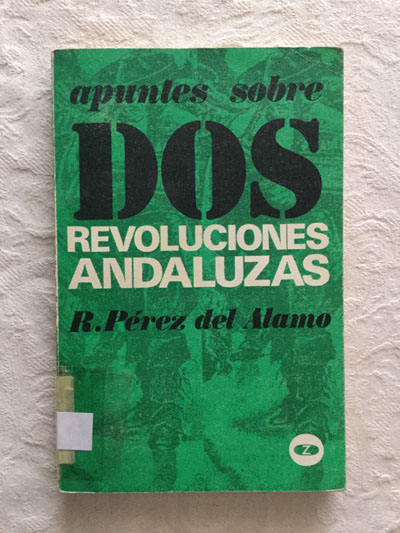 apuntes sobre
DOS
REVOLUCIONES
ANDALUZAS
R. Pérez del Alamo
Z